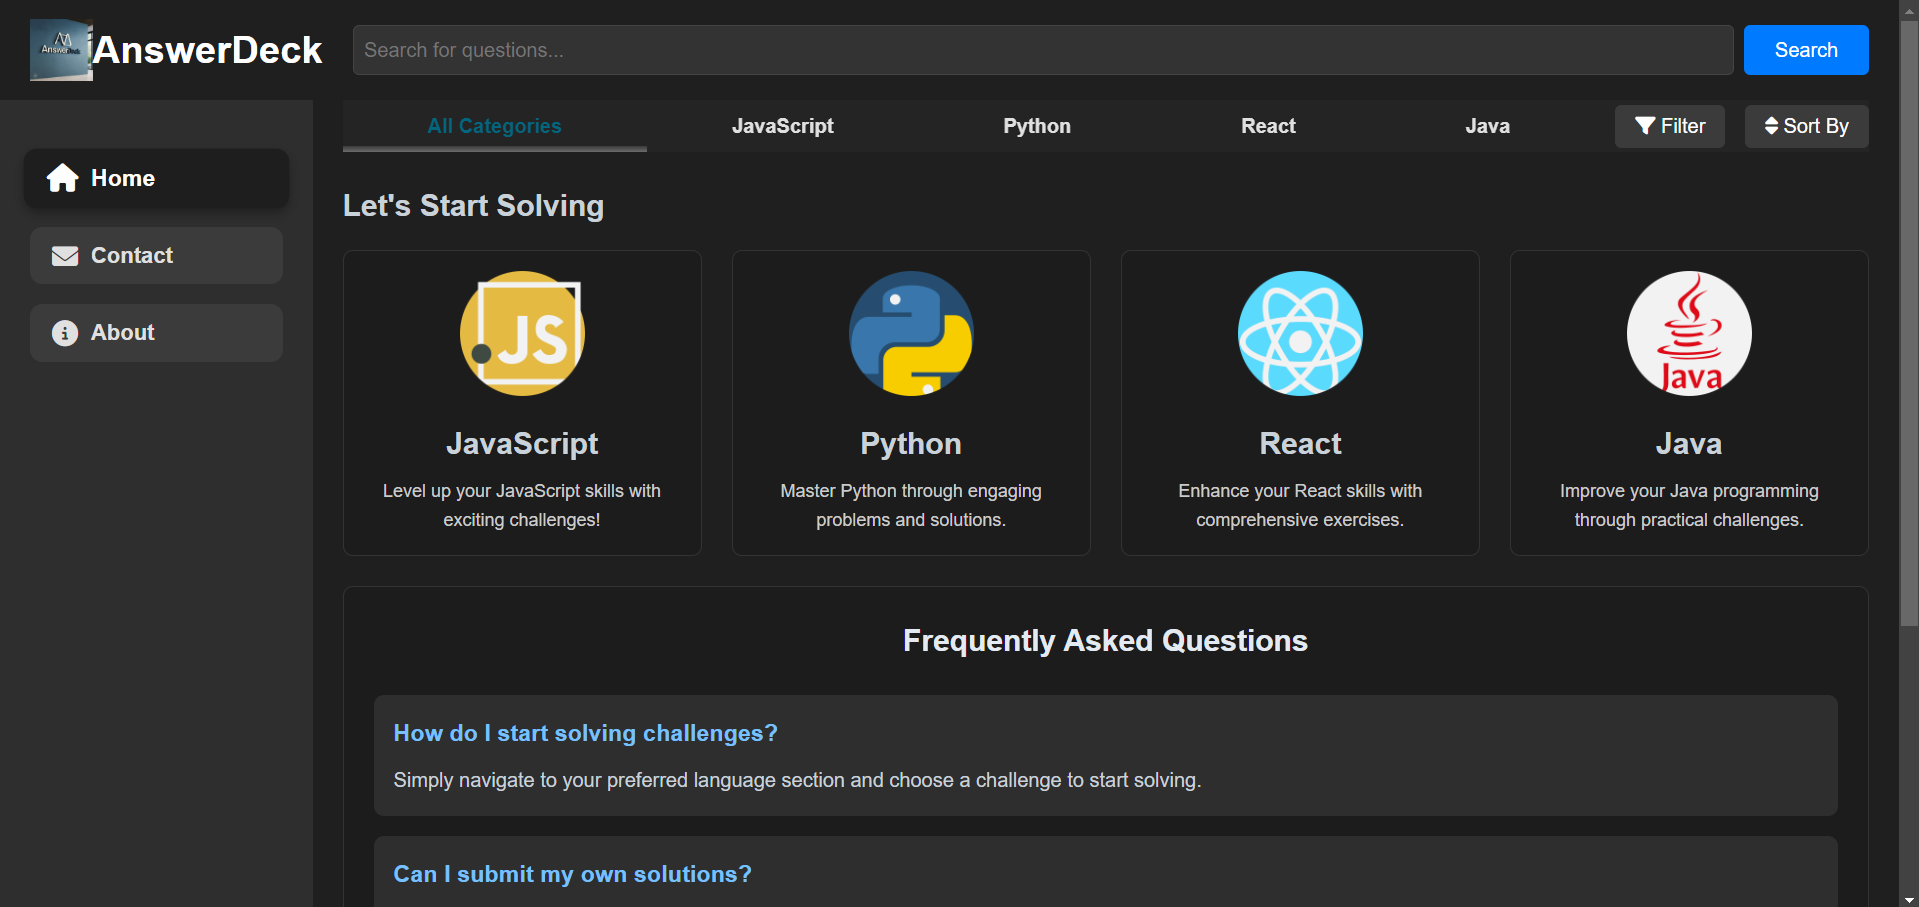 AnswerDeck
AnswerDeck
Search for questions...
Search
All Categories
JavaScript
Python
React
Java
Filter
Sort By
Home
Contact
About
Let's Start Solving
JS
Java
JavaScript
Level up your JavaScript skills with
exciting challenges!
Python
Master Python through engaging
problems and solutions.
React
Enhance your React skills with
comprehensive exercises.
Java
Improve your Java programming
through practical challenges.
Frequently Asked Questions
How do I start solving challenges?
Simply navigate to your preferred language section and choose a challenge to start solving.
Can I submit my own solutions?